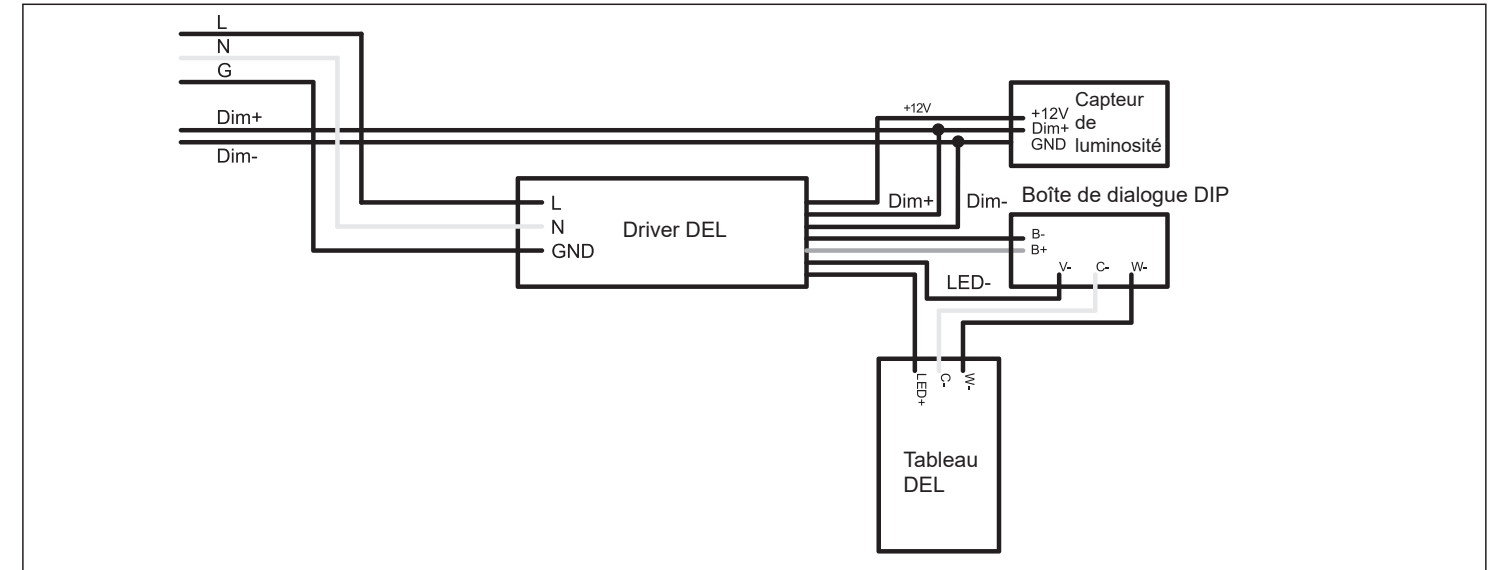 L
N
G
Dim+
Dim-
+12V
+12V
Dim+
GND
Capteur
de
luminosité
L
N
GND
Driver DEL
Dim+
Dim-
Boîte de dialogue DIP
B-
B+
V-
C-
W-
LED-
LED+
C-
W-
Tableau
DEL